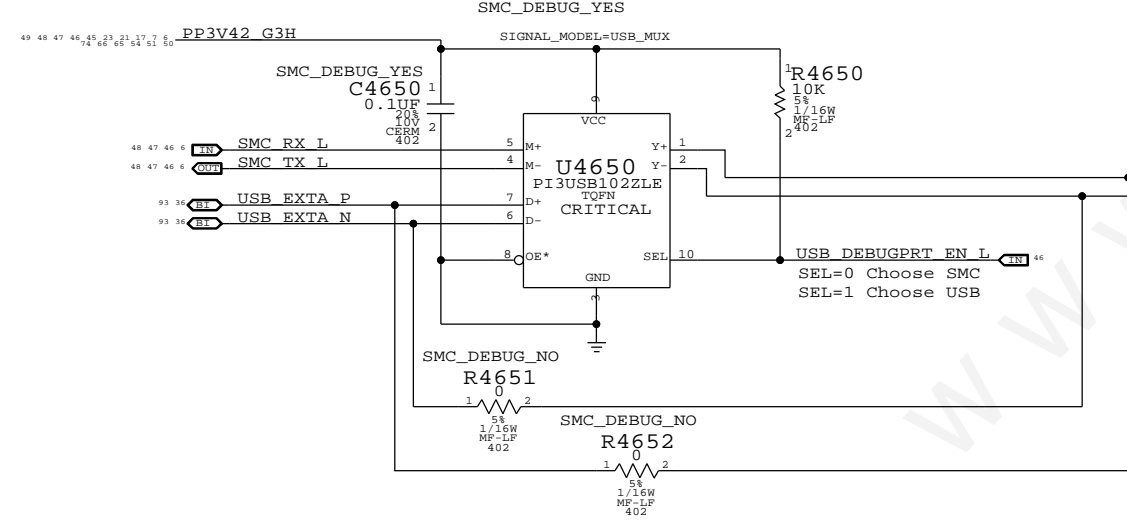 SMC_DEBUG_YES
49 48 47 46 45 23 21 17 7 6
74 66 65 54 51 50
PP3V42_G3H
SIGNAL_MODEL=USB_MUX
SMC_DEBUG_YES
C4650
1
0.1UF
20%
10V
CERM
402
2
9
VCC
1
R4650
10K
5%
1/16W
MF-LF
402
2
48 47 46 6 IN SMC_RX_L 5 M+
Y+ 1
48 47 46 6 OUT SMC_TX_L 4 M-
Y- 2
U4650
PI3USB102ZLE
TQFN
CRITICAL
93 36 BI USB_EXTA_P 7 D+
93 36 BI USB_EXTA_N 6 D-
8 OE*
SEL 10
USB_DEBUGPRT_EN_L IN 46
SEL=0 Choose SMC
SEL=1 Choose USB
GND
3
SMC_DEBUG_NO
R4651
0
1 2
5%
1/16W
MF-LF
402
SMC_DEBUG_NO
R4652
0
1 2
5%
1/16W
MF-LF
402
w w